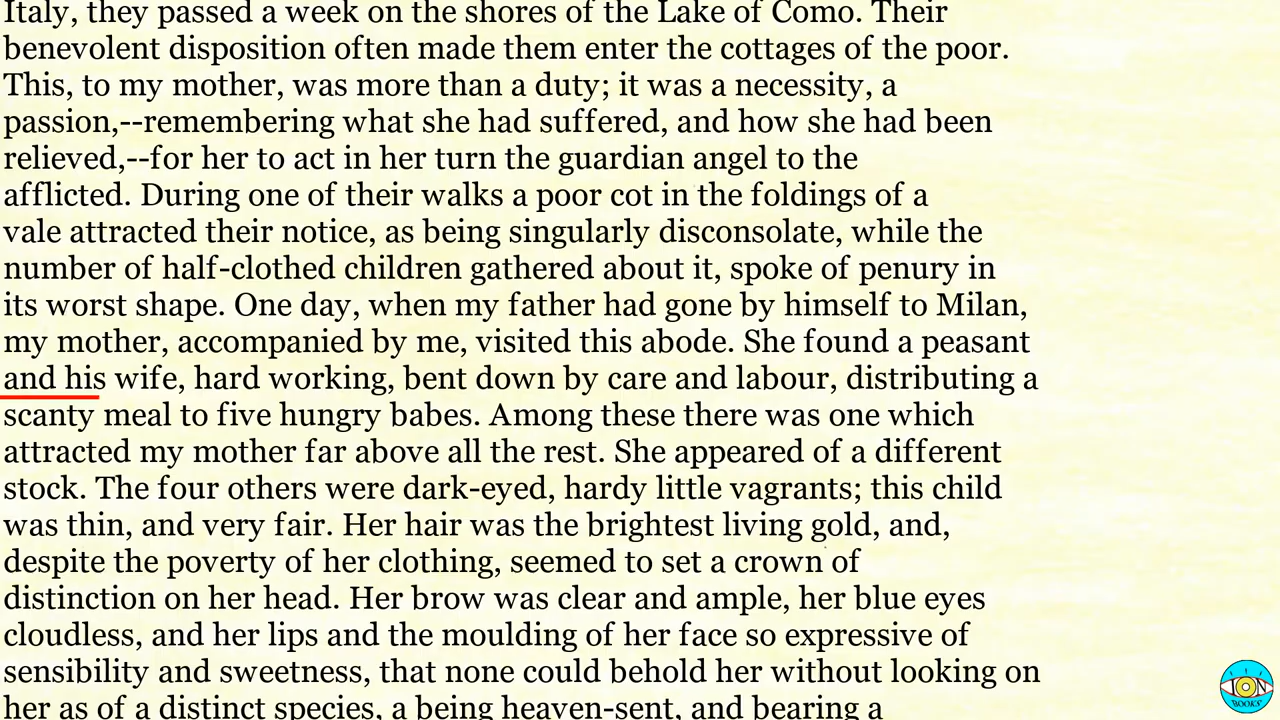 Italy, they passed a week on the shores of the Lake of Como. Their
benevolent disposition often made them enter the cottages of the poor.
This, to my mother, was more than a duty; it was a necessity, a
passion,--remembering what she had suffered, and how she had been
relieved,--for her to act in her turn the guardian angel to the
afflicted. During one of their walks a poor cot in the foldings of a
vale attracted their notice, as being singularly disconsolate, while the
number of half-clothed children gathered about it, spoke of penury in
its worst shape. One day, when my father had gone by himself to Milan,
my mother, accompanied by me, visited this abode. She found a peasant
and his wife, hard working, bent down by care and labour, distributing a
scanty meal to five hungry babes. Among these there was one which
attracted my mother far above all the rest. She appeared of a different
stock. The four others were dark-eyed, hardy little vagrants; this child
was thin, and very fair. Her hair was the brightest living gold, and,
despite the poverty of her clothing, seemed to set a crown of
distinction on her head. Her brow was clear and ample, her blue eyes
cloudless, and her lips and the moulding of her face so expressive of
sensibility and sweetness, that none could behold her without looking on
her as of a distinct species, a being heaven-sent, and bearing a
ION
BOOKS